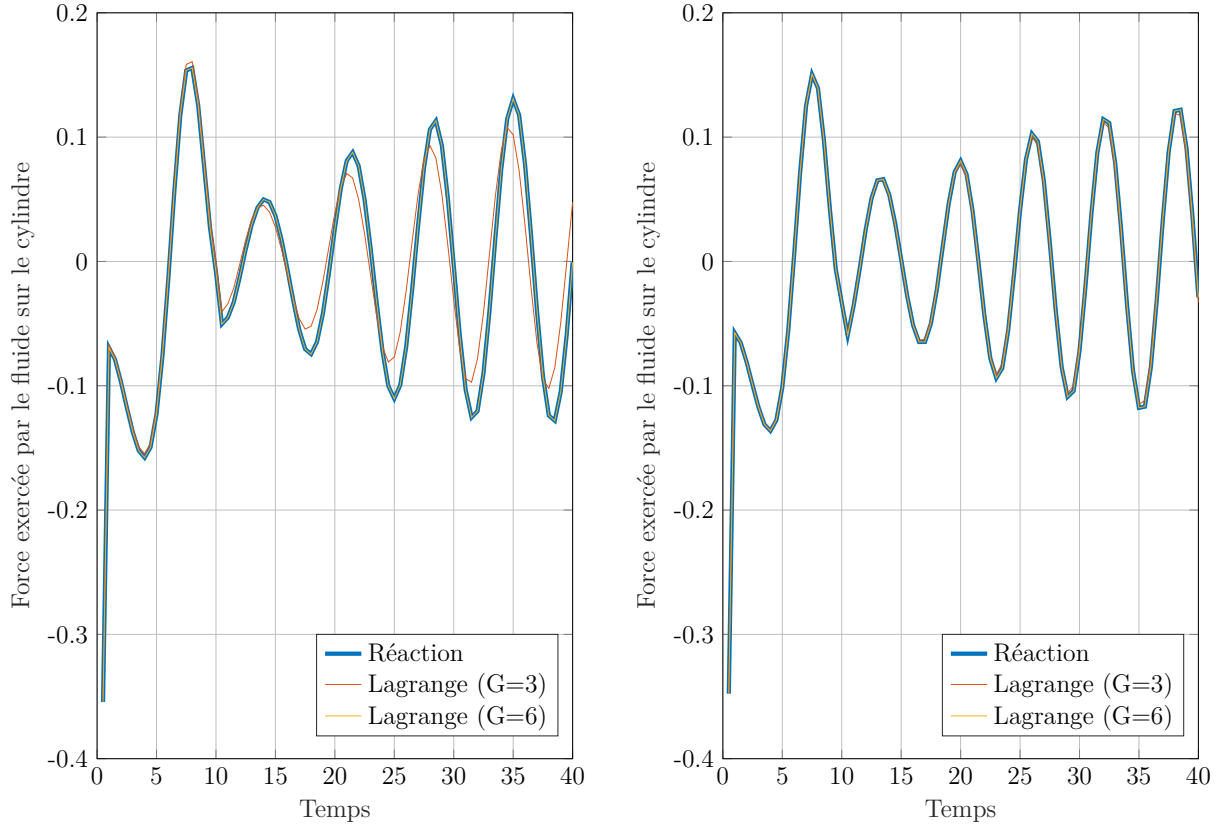 0.2
0.1
0
-0.1
-0.2
-0.3
-0.4
Force exercée par le fluide sur le cylindre
0 5 10 15 20 25 30 35 40
Temps
Réaction
Lagrange (G=3)
Lagrange (G=6)
0.2
0.1
0
-0.1
-0.2
-0.3
-0.4
Force exercée par le fluide sur le cylindre
0 5 10 15 20 25 30 35 40
Temps
Réaction
Lagrange (G=3)
Lagrange (G=6)